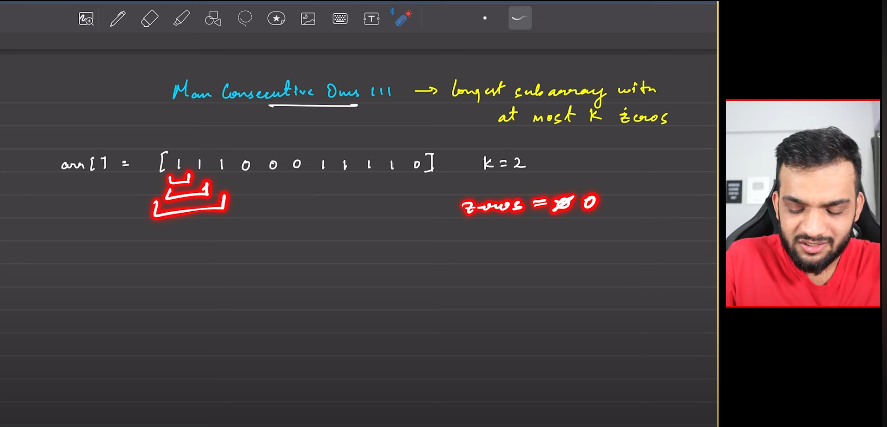 Max Consecutive Ones III → longest subarray with
at most K zeros
arr[] = [1 1 1 0 0 0 1 1 1 1 0] K=2
zeros = 0